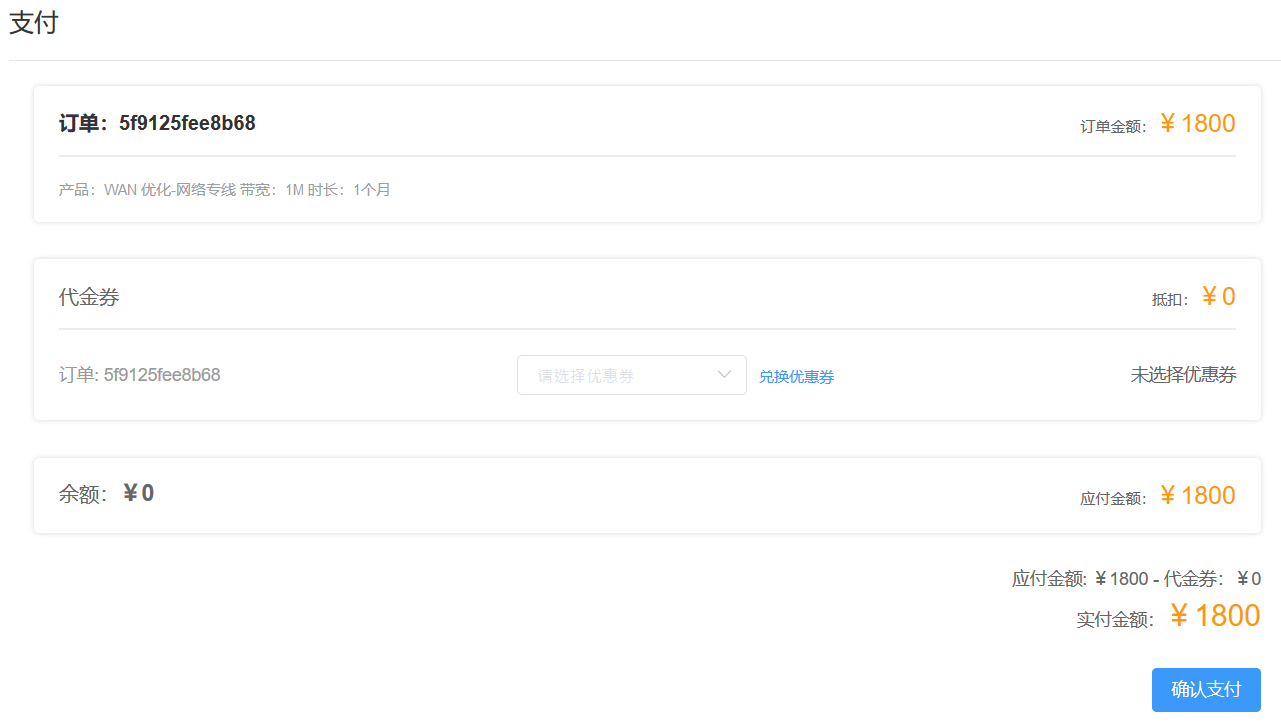 支付
订单：5f9125fee8b68 订单金额： ¥ 1800
产品：WAN 优化-网络专线 带宽：1M 时长：1个月
代金券 抵扣： ¥ 0
订单: 5f9125fee8b68 请选择优惠券 兑换优惠券 未选择优惠券
余额： ¥ 0 应付金额： ¥ 1800
应付金额: ¥ 1800 - 代金券： ¥ 0
实付金额： ¥ 1800
确认支付